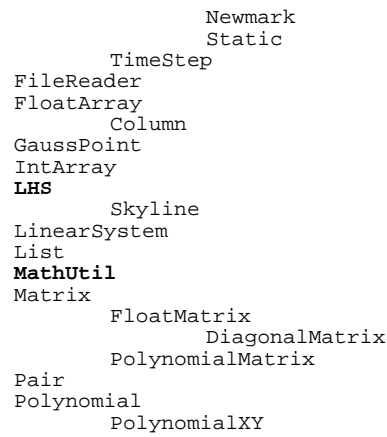 Newmark
Static
TimeStep
FileReader
FloatArray
Column
GaussPoint
IntArray
LHS
Skyline
LinearSystem
List
MathUtil
Matrix
FloatMatrix
DiagonalMatrix
PolynomialMatrix
Pair
Polynomial
PolynomialXY